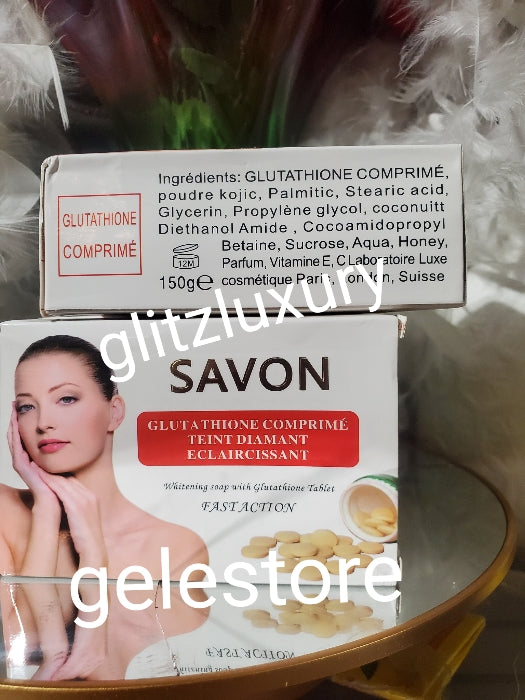 GLUTATHIONE
COMPRIMÉ
Ingrédients: GLUTATHIONE COMPRIMÉ,
poudre kojic, Palmitic, Stearic acid,
Glycerin, Propylène glycol, coconuitt
Diethanol Amide , Cocoamidopropyl
Betaine, Sucrose, Aqua, Honey,
Parfum, Vitamine E, C Laboratoire Luxe
cosmétique Paris, London, Suisse
12M
150g℮
glitzluxury
SAVON
GLUTATHIONE COMPRIMÉ
TEINT DIAMANT
ECLAIRCISSANT
Whitening soap with Glutathione Tablet
FAST ACTION
gelestore
FAST ACTION